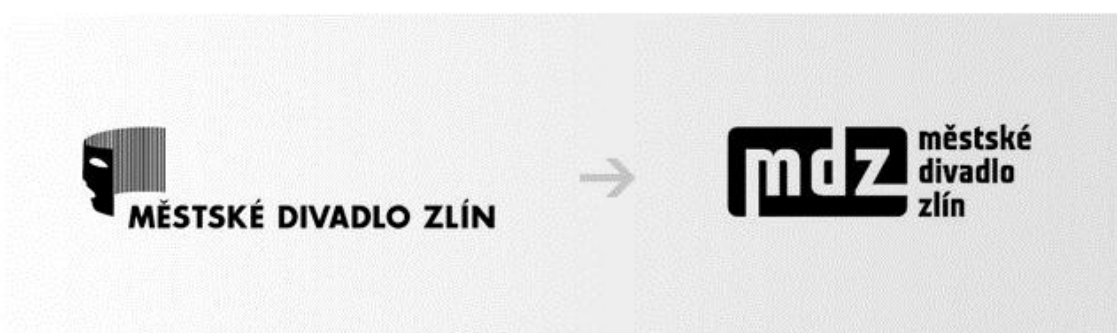 MĚSTSKÉ DIVADLO ZLÍN
mdz
městské
divadlo
zlín